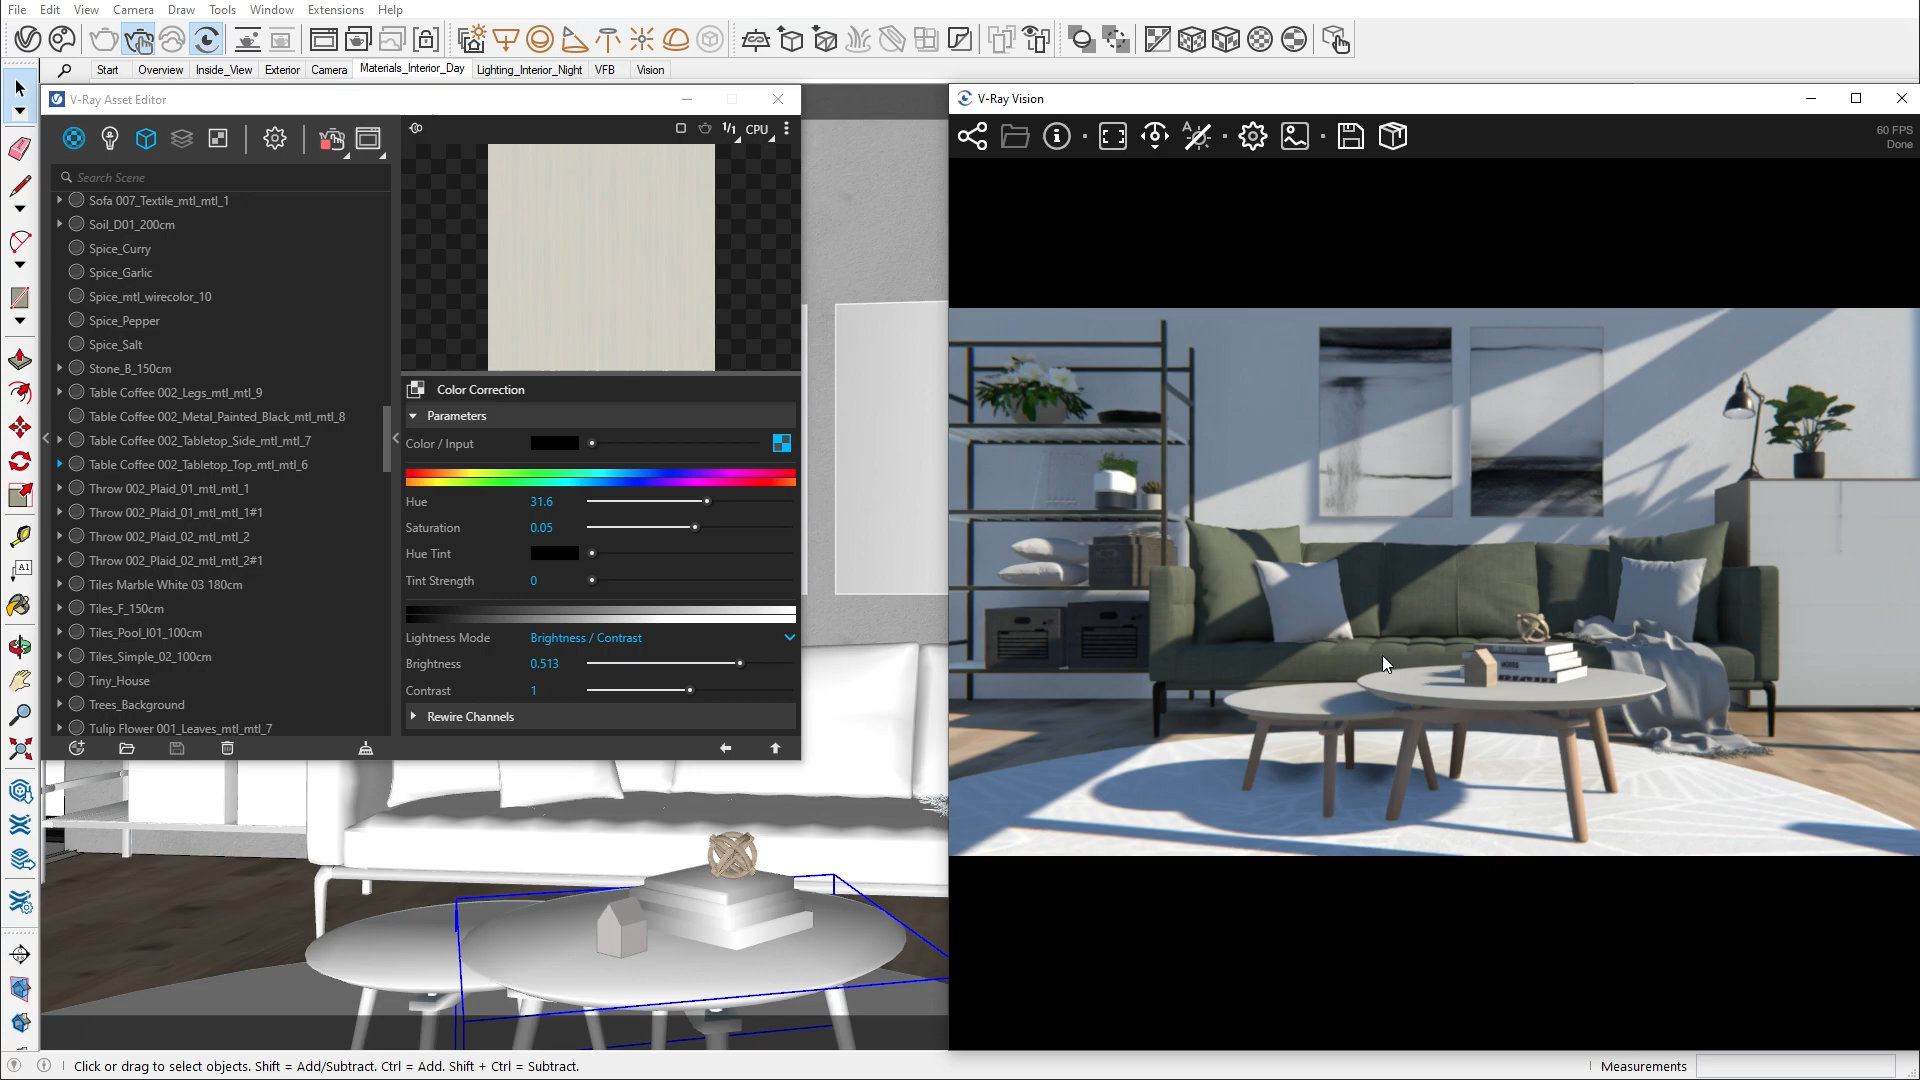 File Edit View Camera Draw Tools Window Extensions Help
Start Overview Inside_View Exterior Camera Materials_Interior_Day Lighting_Interior_Night VFB Vision
V-Ray Asset Editor
Search Scene
Sofa 007_Textile_mtl_mtl_1
Soil_D01_200cm
Spice_Curry
Spice_Garlic
Spice_mtl_wirecolor_10
Spice_Pepper
Spice_Salt
Stone_B_150cm
Table Coffee 002_Legs_mtl_mtl_9
Table Coffee 002_Metal_Painted_Black_mtl_mtl_8
Table Coffee 002_Tabletop_Side_mtl_mtl_7
Table Coffee 002_Tabletop_Top_mtl_mtl_6
Throw 002_Plaid_01_mtl_mtl_1
Throw 002_Plaid_01_mtl_mtl_1#1
Throw 002_Plaid_02_mtl_mtl_2
Throw 002_Plaid_02_mtl_mtl_2#1
Tiles Marble White 03 180cm
Tiles_F_150cm
Tiles_Pool_I01_100cm
Tiles_Simple_02_100cm
Tiny_House
Trees_Background
Tulip Flower 001_Leaves_mtl_mtl_7
1/1 CPU
Color Correction
Parameters
Color / Input
Hue 31.6
Saturation 0.05
Hue Tint
Tint Strength 0
Lightness Mode Brightness / Contrast
Brightness 0.513
Contrast 1
Rewire Channels
V-Ray Vision
60 FPS
Done
Click or drag to select objects. Shift = Add/Subtract. Ctrl = Add. Shift + Ctrl = Subtract.
Measurements